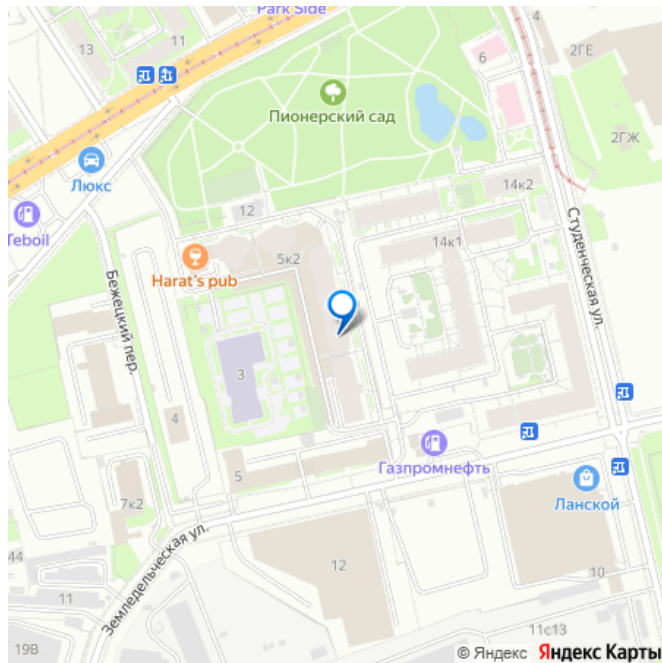 Park Side
11
13
4
2ГЕ
6
Пионерский сад
2ГЖ
Люкс
14к2
12
Teboil
14к1
Студенческая ул.
5к2
Harat's pub
Бежецкий пер.
3
4
Газпромнефть
5
Ланской
7к2
Земледельческая ул.
44
12
10
11
11с13
19В
© Яндекс Яндекс Карты